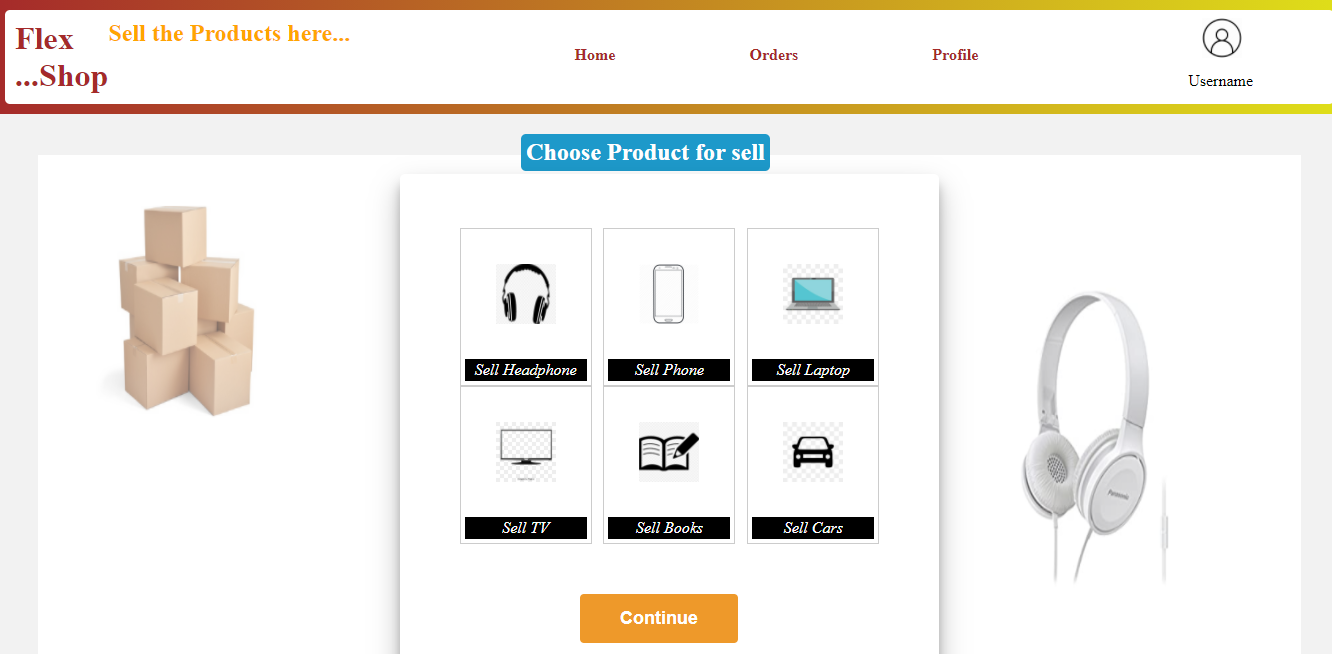 Flex
...Shop
Sell the Products here...
Home
Orders
Profile
Username
Choose Product for sell
Sell Headphone
Sell Phone
Sell Laptop
Sell TV
Sell Books
Sell Cars
Panasonic
Continue